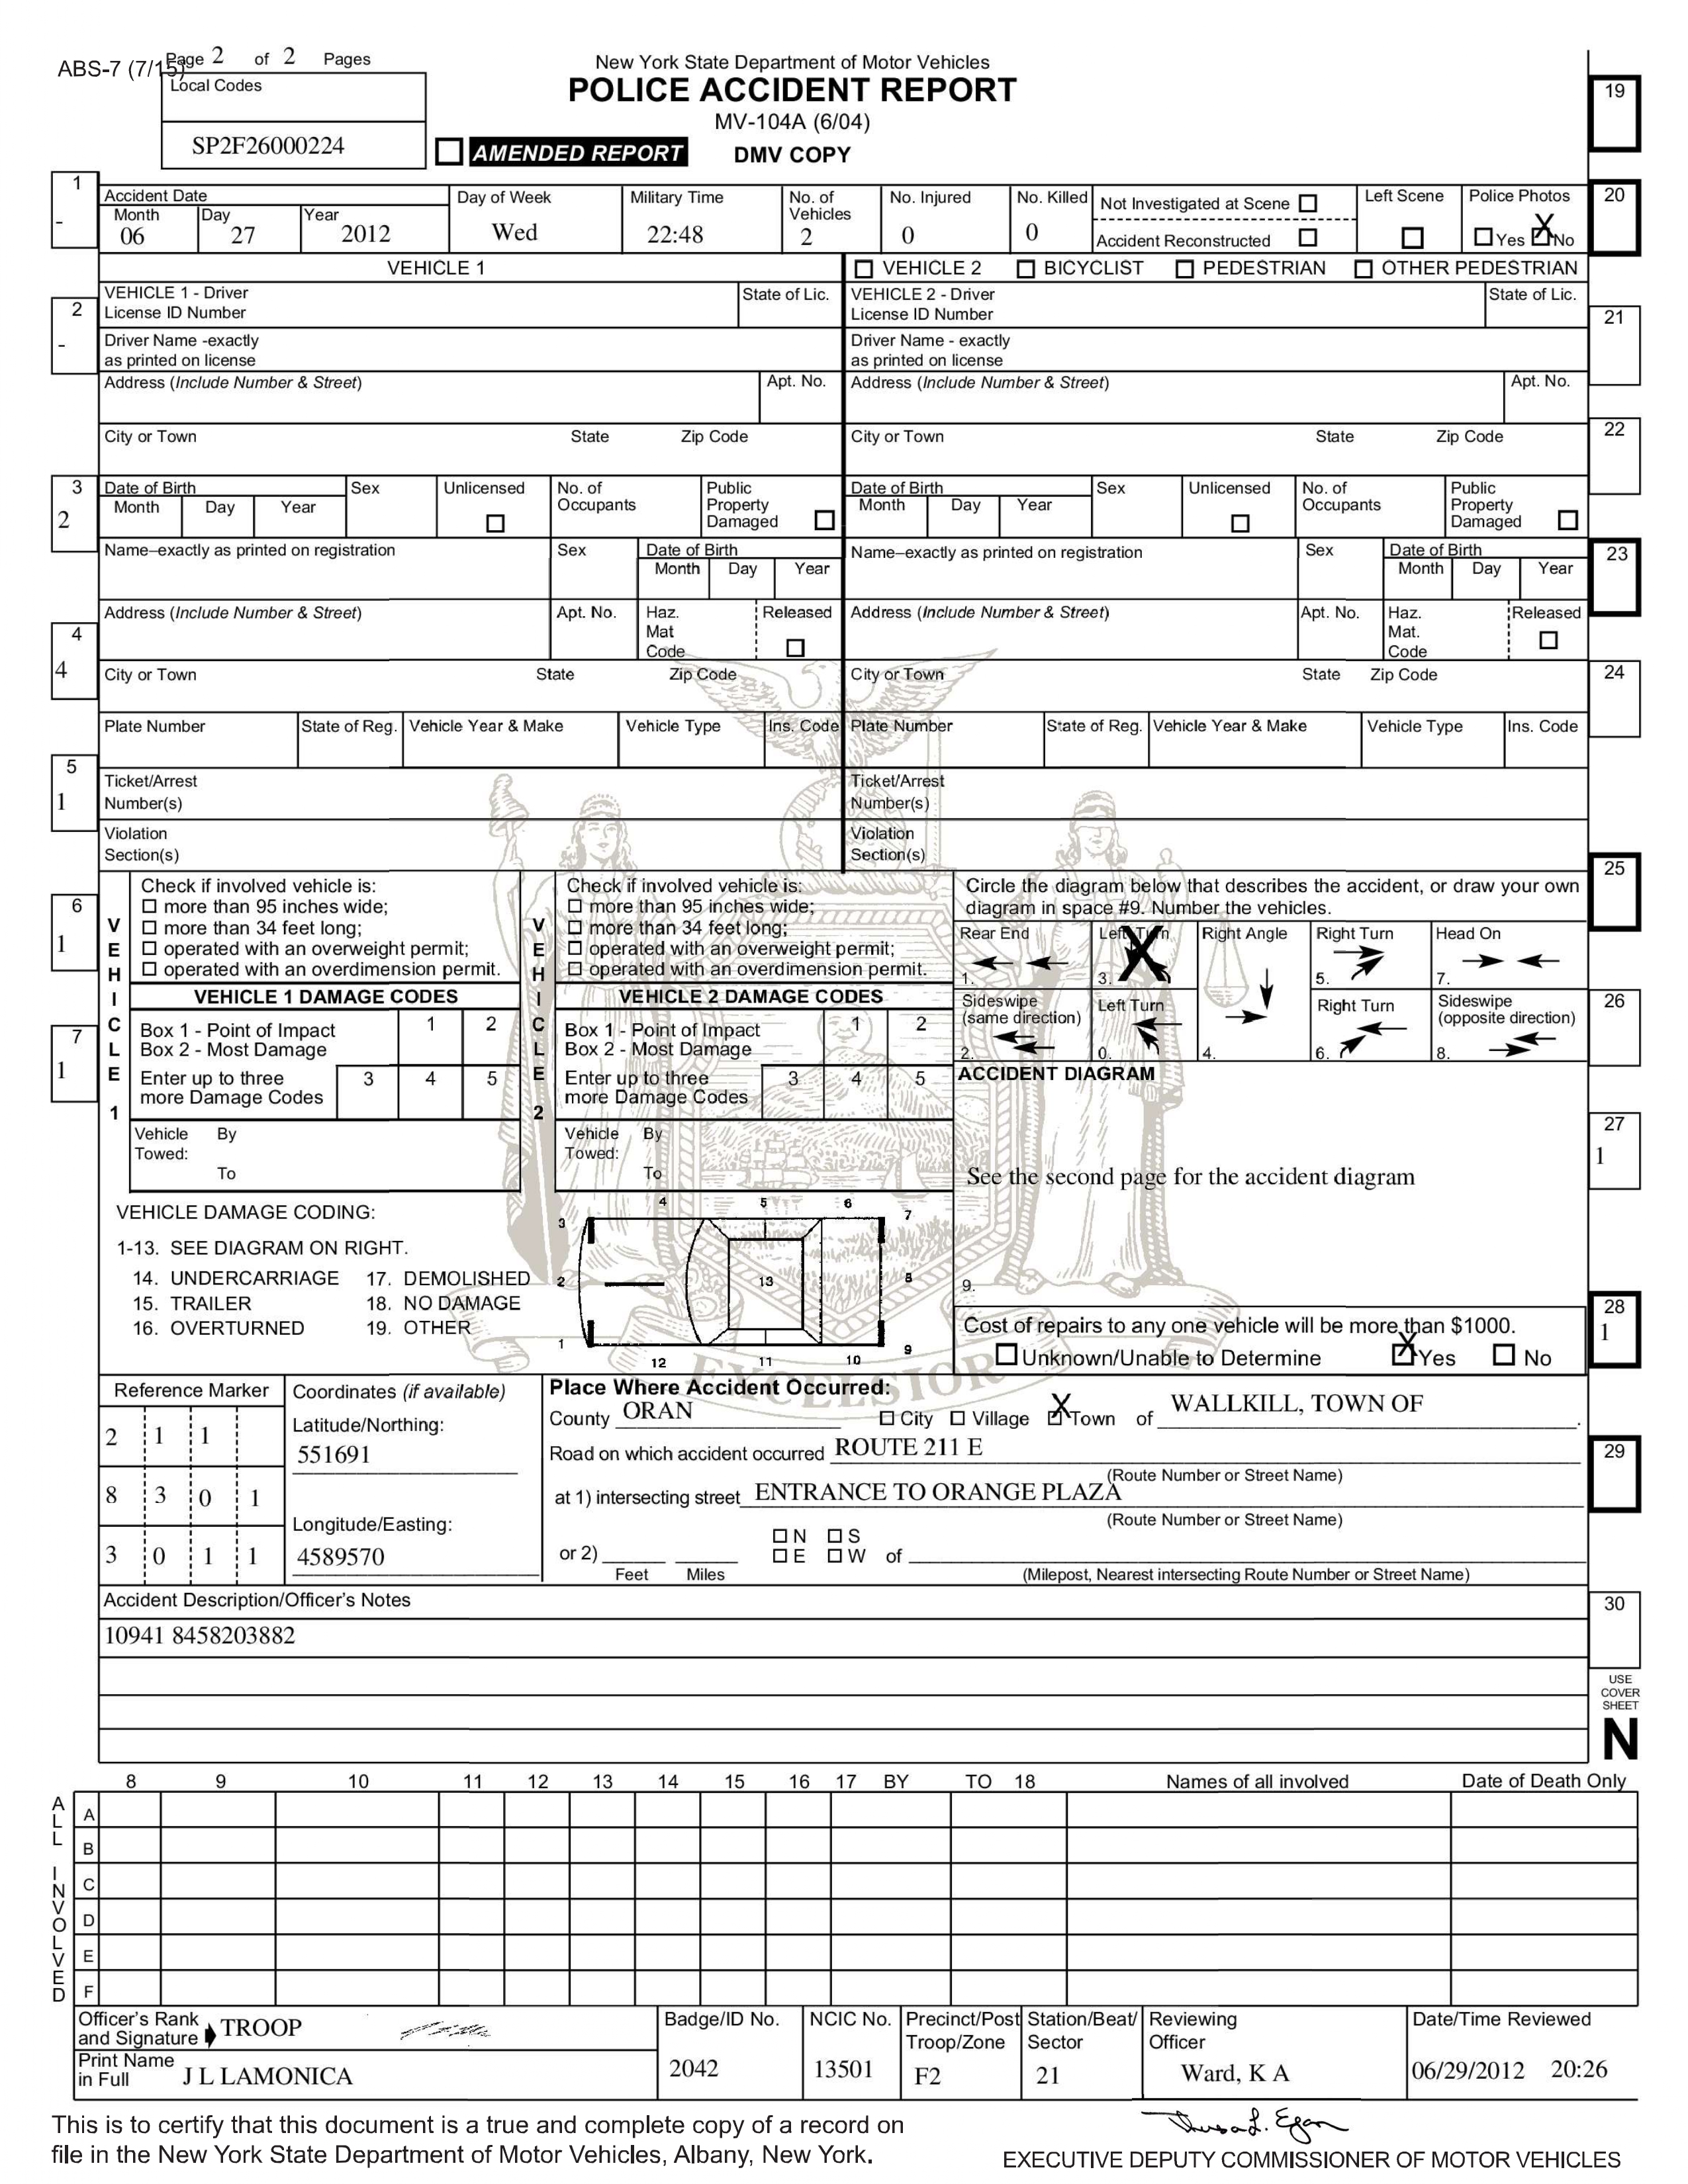 ABS-7 (7/15)
Page 2 of 2 Pages
Local Codes
SP2F26000224
New York State Department of Motor Vehicles
POLICE ACCIDENT REPORT
MV-104A (6/04)
AMENDED REPORT DMV COPY
19
1
-
Accident Date
Month Day Year
06 27 2012
Day of Week
Wed
Military Time
22:48
No. of Vehicles
2
No. Injured
0
No. Killed
0
Not Investigated at Scene
Accident Reconstructed
Left Scene
Police Photos
X
Yes No
20
VEHICLE 1
VEHICLE 2 BICYCLIST PEDESTRIAN OTHER PEDESTRIAN
2
-
VEHICLE 1 - Driver
License ID Number
State of Lic.
VEHICLE 2 - Driver
License ID Number
State of Lic.
21
Driver Name -exactly
as printed on license
Driver Name - exactly
as printed on license
Address (Include Number & Street) Apt. No.
Address (Include Number & Street) Apt. No.
City or Town State Zip Code
City or Town State Zip Code
22
3
2
Date of Birth
Month Day Year
Sex
Unlicensed
No. of Occupants
Public Property Damaged
Date of Birth
Month Day Year
Sex
Unlicensed
No. of Occupants
Public Property Damaged
Name–exactly as printed on registration
Sex
Date of Birth
Month Day Year
Name–exactly as printed on registration
Sex
Date of Birth
Month Day Year
23
Address (Include Number & Street) Apt. No.
Haz. Mat Code
Released
Address (Include Number & Street) Apt. No.
Haz. Mat. Code
Released
4
4
City or Town State Zip Code
City or Town State Zip Code
24
Plate Number State of Reg. Vehicle Year & Make Vehicle Type Ins. Code
Plate Number State of Reg. Vehicle Year & Make Vehicle Type Ins. Code
5
1
Ticket/Arrest
Number(s)
Ticket/Arrest
Number(s)
Violation
Section(s)
Violation
Section(s)
25
6
1
VEHICLE 1
Check if involved vehicle is:
more than 95 inches wide;
more than 34 feet long;
operated with an overweight permit;
operated with an overdimension permit.
VEHICLE 1 DAMAGE CODES
Box 1 - Point of Impact
Box 2 - Most Damage
1 2
Enter up to three
more Damage Codes
3 4 5
Vehicle Towed: By
To
7
1
VEHICLE 2
Check if involved vehicle is:
more than 95 inches wide;
more than 34 feet long;
operated with an overweight permit;
operated with an overdimension permit.
VEHICLE 2 DAMAGE CODES
Box 1 - Point of Impact
Box 2 - Most Damage
1 2
Enter up to three
more Damage Codes
3 4 5
Vehicle Towed: By
To
Circle the diagram below that describes the accident, or draw your own
diagram in space #9. Number the vehicles.
Rear End
1.
Left Turn
X
3.
Right Angle
4.
Right Turn
5.
Head On
7.
Sideswipe
(same direction)
2.
Left Turn
0.
Right Turn
6.
Sideswipe
(opposite direction)
8.
26
ACCIDENT DIAGRAM
See the second page for the accident diagram
9.
27
1
VEHICLE DAMAGE CODING:
1-13. SEE DIAGRAM ON RIGHT.
14. UNDERCARRIAGE 17. DEMOLISHED
15. TRAILER 18. NO DAMAGE
16. OVERTURNED 19. OTHER
4 5 6
3 7
2 13 8
1 9
12 11 10
EXCELSIOR
28
1
Cost of repairs to any one vehicle will be more than $1000.
X
Unknown/Unable to Determine Yes No
Reference Marker
2 1 1
8 3 0 1
3 0 1 1
Coordinates (if available)
Latitude/Northing:
551691
Longitude/Easting:
4589570
Place Where Accident Occurred:
County ORAN City Village X Town of WALLKILL, TOWN OF.
Road on which accident occurred ROUTE 211 E
(Route Number or Street Name)
at 1) intersecting street ENTRANCE TO ORANGE PLAZA
(Route Number or Street Name)
or 2) Feet Miles N S E W of
(Milepost, Nearest intersecting Route Number or Street Name)
29
Accident Description/Officer's Notes
10941 8458203882
30
USE
COVER
SHEET
N
8 9 10 11 12 13 14 15 16 17 BY TO 18 Names of all involved Date of Death Only
ALL INVOLVED
A
B
C
D
E
F
Officer's Rank
and Signature TROOP
Print Name
in Full J L LAMONICA
Badge/ID No.
2042
NCIC No.
13501
Precinct/Post
Troop/Zone
F2
Station/Beat/
Sector
21
Reviewing
Officer
Ward, K A
Date/Time Reviewed
06/29/2012 20:26
This is to certify that this document is a true and complete copy of a record on
file in the New York State Department of Motor Vehicles, Albany, New York.
EXECUTIVE DEPUTY COMMISSIONER OF MOTOR VEHICLES